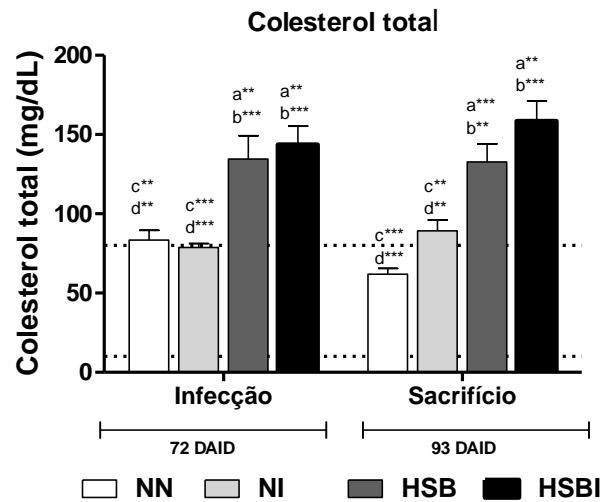 Colesterol total
Colesterol total (mg/dL)
200
150
100
50
0
c**
d**
c***
d***
a**
b***
a**
b***
c***
d***
c**
d**
a***
b**
a**
b***
Infecção
Sacrifício
72 DAID
93 DAID
NN
NI
HSB
HSBI